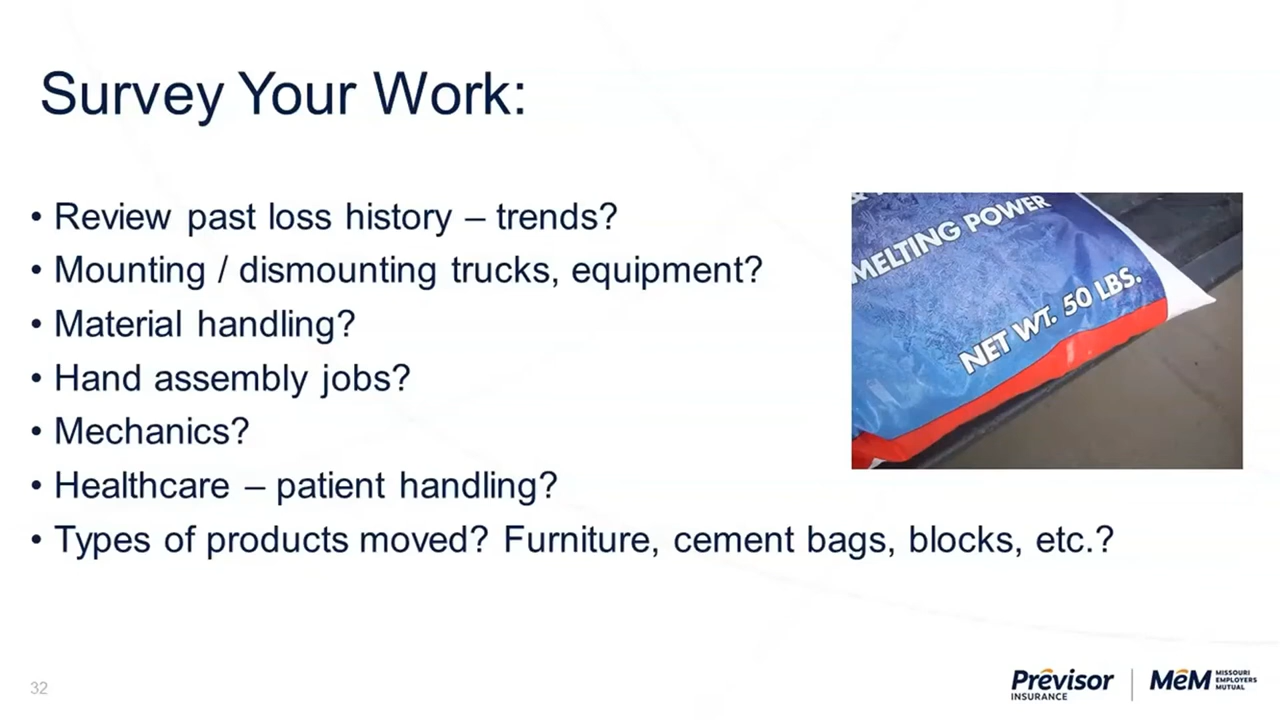 Survey Your Work:
• Review past loss history – trends?
• Mounting / dismounting trucks, equipment?
• Material handling?
• Hand assembly jobs?
• Mechanics?
• Healthcare – patient handling?
• Types of products moved? Furniture, cement bags, blocks, etc.?
MELTING POWER
NET WT. 50 LBS.
32
Prēvisor
INSURANCE
MēM
MISSOURI
EMPLOYERS
MUTUAL